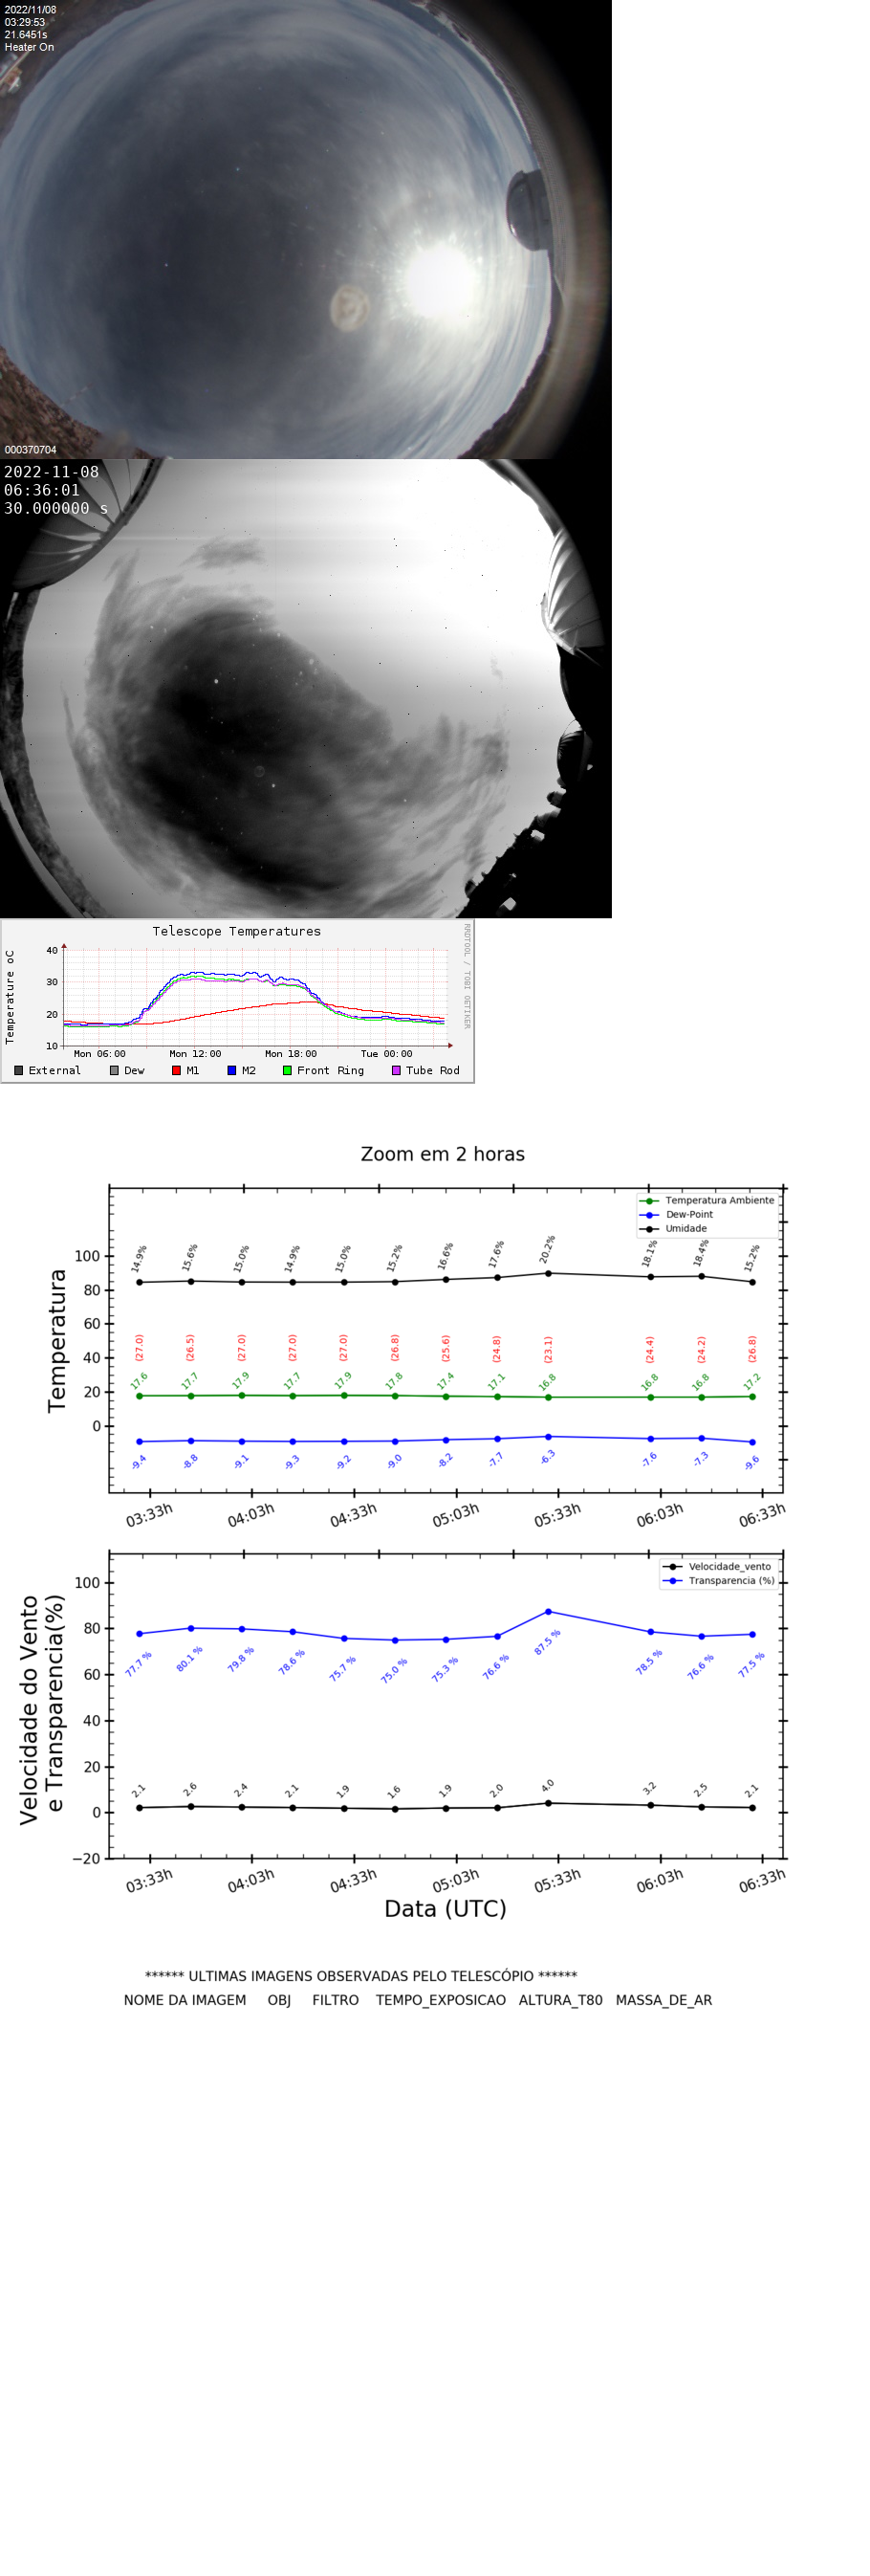 2022/11/08
03:29:53
21.6451s
Heater On
000370704
2022-11-08
06:36:01
30.000000 s
Telescope Temperatures
RRDTOOL / TOBI OETIKER
Temperature oC
40
30
20
10
Mon 06:00 Mon 12:00 Mon 18:00 Tue 00:00
External Dew M1 M2 Front Ring Tube Rod
Zoom em 2 horas
Temperatura Ambiente
Dew-Point
Umidade
Temperatura
100
80
60
40
20
0
14.9% 15.6% 15.0% 14.9% 15.0% 15.2% 16.6% 17.6% 20.2% 18.1% 18.4% 15.2%
(27.0) (26.5) (27.0) (27.0) (27.0) (26.8) (25.6) (24.8) (23.1) (24.4) (24.2) (26.8)
17.6 17.7 17.9 17.7 17.9 17.8 17.4 17.1 16.8 16.8 16.8 17.2
-9.4 -8.8 -9.1 -9.3 -9.2 -9.0 -8.2 -7.7 -6.3 -7.6 -7.3 -9.6
03:33h 04:03h 04:33h 05:03h 05:33h 06:03h 06:33h
Velocidade_vento
Transparencia (%)
Velocidade do Vento
e Transparencia(%)
100
80
60
40
20
0
−20
77.7 % 80.1 % 79.8 % 78.6 % 75.7 % 75.0 % 75.3 % 76.6 % 87.5 % 78.5 % 76.6 % 77.5 %
2.1 2.6 2.4 2.1 1.9 1.6 1.9 2.0 4.0 3.2 2.5 2.1
03:33h 04:03h 04:33h 05:03h 05:33h 06:03h 06:33h
Data (UTC)
****** ULTIMAS IMAGENS OBSERVADAS PELO TELESCÓPIO ******
NOME DA IMAGEM OBJ FILTRO TEMPO_EXPOSICAO ALTURA_T80 MASSA_DE_AR